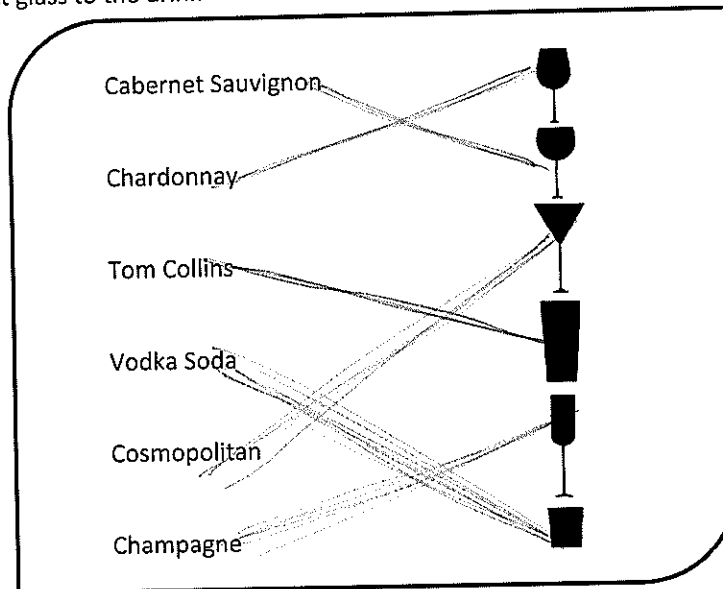 glass to the drink
Cabernet Sauvignon
Chardonnay
Tom Collins
Vodka Soda
Cosmopolitan
Champagne